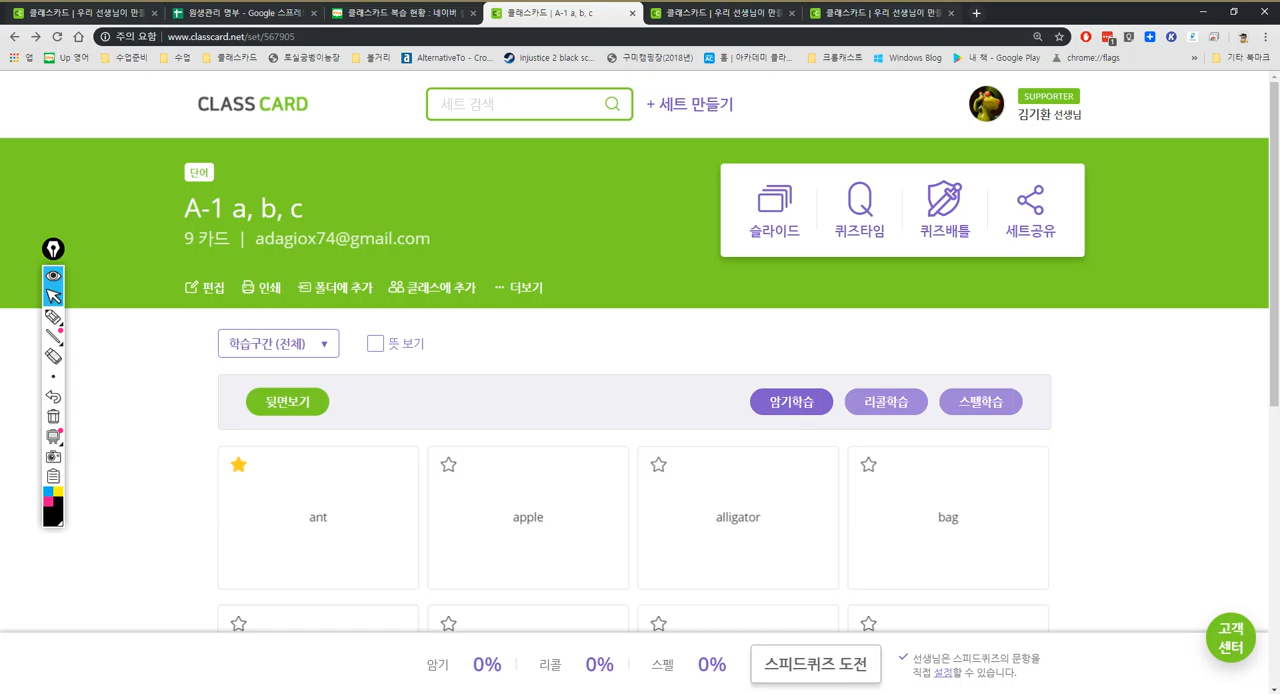 클래스카드 | 우리 선생님이 만들
원생관리 명부 - Google 스프레
클래스카드 복습 현황 : 네이버
클래스카드 | A-1 a, b, c
클래스카드 | 우리 선생님이 만들
클래스카드 | 우리 선생님이 만들
주의 요함 | www.classcard.net/set/567905
앱
Up 영어
수업준비
수업
클래스카드
토실공병이농장
볼거리
AlternativeTo - Cro...
Injustice 2 black sc...
구미캠핑장(2018년)
홈 | 아카데미 클라...
크롬캐스트
Windows Blog
내 책 - Google Play
chrome://flags
»
기타 북마크
CLASS CARD
세트 검색
+ 세트 만들기
SUPPORTER
김기환 선생님
단어
A-1 a, b, c
9 카드 | adagiox74@gmail.com
슬라이드
퀴즈타임
퀴즈배틀
세트공유
편집
인쇄
폴더에 추가
클래스에 추가
··· 더보기
학습구간 (전체) ▼
뜻 보기
뒷면보기
암기학습
리콜학습
스펠학습
ant
apple
alligator
bag
암기 0%
리콜 0%
스펠 0%
스피드퀴즈 도전
선생님은 스피드퀴즈의 문항을
직접 설정할 수 있습니다.
고객
센터